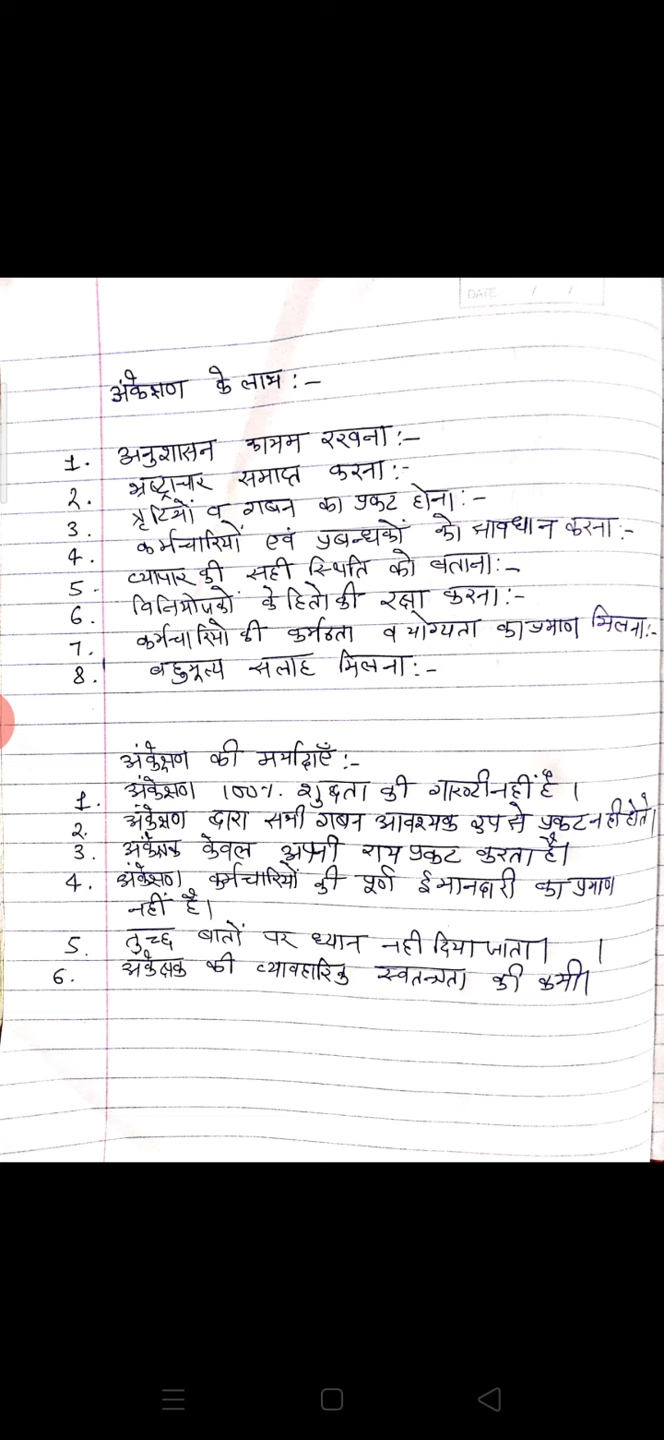 DATE / /
अंकेक्षण के लाभ :-
1. अनुशासन कायम रखना :-
2. भ्रष्ट्राचार समाप्त करना :-
3. त्रृटियों व गबन का प्रकट होना :-
4. कर्मचारियों एवं प्रबन्धकों को सावधान करना :-
5. व्यापार की सही स्थिति को बताना :-
6. विनियोजकों के हितो की रक्षा करना :-
7. कर्मचारियो की कर्मठता व योग्यता का प्रमाण मिलना :-
8. बहुमूल्य सलाह मिलना :-
अंकेक्षण की मर्यादाएँ :-
1. अंकेक्षण 100% शुद्धता की गारण्टी नहीं है ।
2. अंकेक्षण द्वारा सभी गबन आवश्यक रूप से प्रकट नही होते।
3. अंकेक्षक केवल अपनी राय प्रकट करता है।
4. अंकेक्षण कर्मचारियों की पूर्ण ईमानदारी का प्रमाण
नहीं है।
5. तुच्छ बातों पर ध्यान नही दिया जाता। ।
6. अंकेक्षक की व्यावहारिक स्वतन्त्रता की कमी।